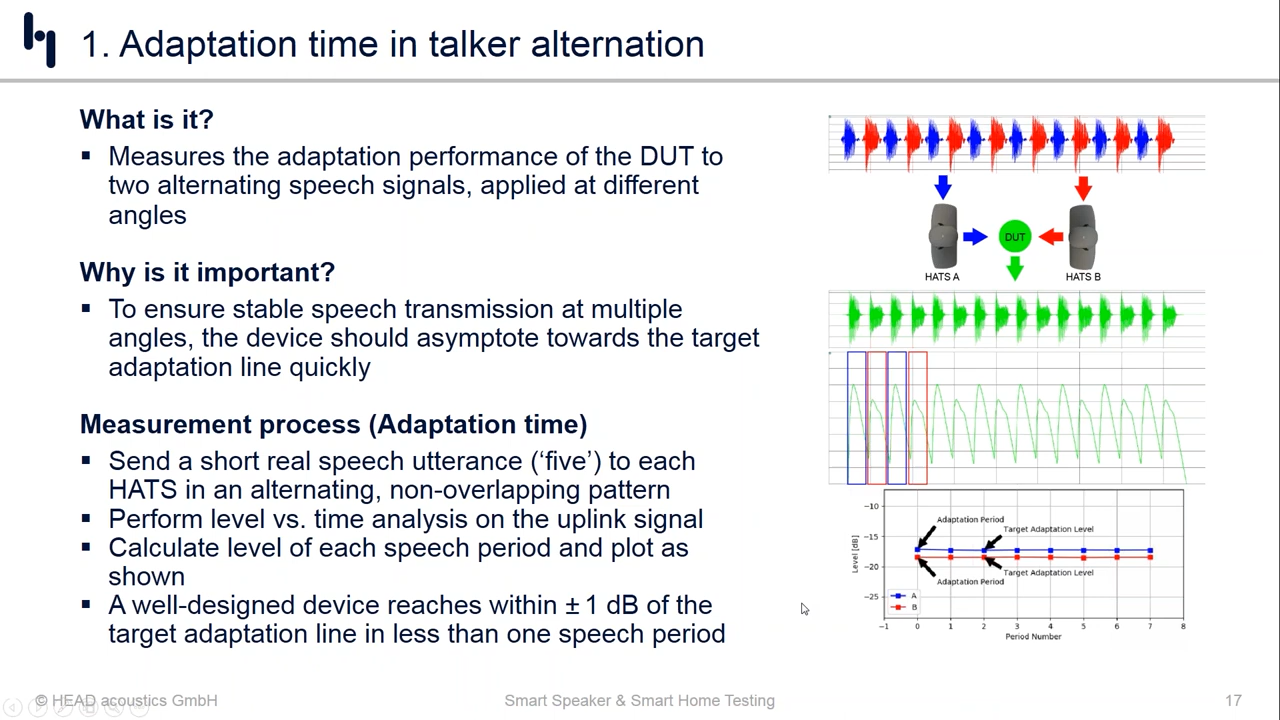 1. Adaptation time in talker alternation
What is it?
▪ Measures the adaptation performance of the DUT to
two alternating speech signals, applied at different
angles
Why is it important?
▪ To ensure stable speech transmission at multiple
angles, the device should asymptote towards the target
adaptation line quickly
Measurement process (Adaptation time)
▪ Send a short real speech utterance (‘five’) to each
HATS in an alternating, non-overlapping pattern
▪ Perform level vs. time analysis on the uplink signal
▪ Calculate level of each speech period and plot as
shown
▪ A well-designed device reaches within ± 1 dB of the
target adaptation line in less than one speech period
DUT
HATS A
HATS B
Level [dB]
−10
−15
−20
−25
Adaptation Period
Target Adaptation Level
Target Adaptation Level
Adaptation Period
A
B
−1 0 1 2 3 4 5 6 7 8
Period Number
© HEAD acoustics GmbH
Smart Speaker & Smart Home Testing
17